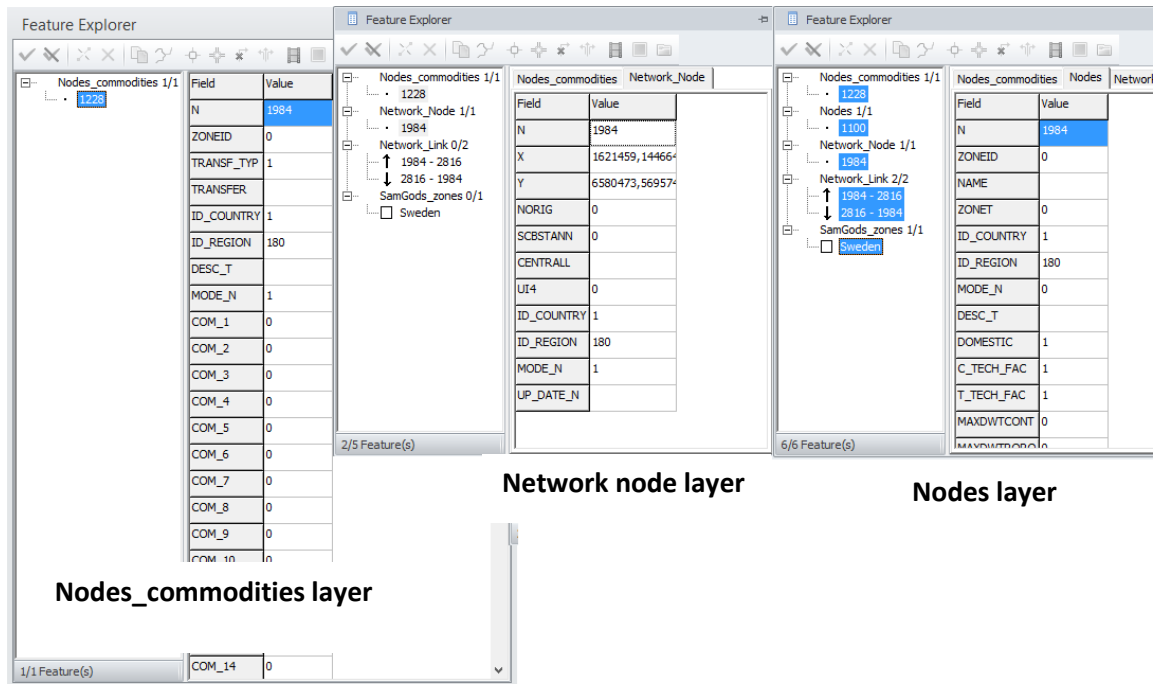 Feature Explorer
Nodes_commodities 1/1
1228
Field Value
N 1984
ZONEID 0
TRANSF_TYP 1
TRANSFER
ID_COUNTRY 1
ID_REGION 180
DESC_T
MODE_N 1
COM_1 0
COM_2 0
COM_3 0
COM_4 0
COM_5 0
COM_6 0
COM_7 0
COM_8 0
COM_9 0
COM_10 0
COM_14 0
1/1 Feature(s)
Nodes_commodities layer
Feature Explorer
Nodes_commodities 1/1
1228
Network_Node 1/1
1984
Network_Link 0/2
1984 - 2816
2816 - 1984
SamGods_zones 0/1
Sweden
Nodes_commodities Network_Node
Field Value
N 1984
X 1621459,14466
Y 6580473,569574
NORIG 0
SCBSTANN 0
CENTRALL
UI4 0
ID_COUNTRY 1
ID_REGION 180
MODE_N 1
UP_DATE_N
2/5 Feature(s)
Network node layer
Feature Explorer
Nodes_commodities 1/1
1228
Nodes 1/1
1100
Network_Node 1/1
1984
Network_Link 2/2
1984 - 2816
2816 - 1984
SamGods_zones 1/1
Sweden
Nodes_commodities Nodes Network
Field Value
N 1984
ZONEID 0
NAME
ZONET 0
ID_COUNTRY 1
ID_REGION 180
MODE_N 0
DESC_T
DOMESTIC 1
C_TECH_FAC 1
T_TECH_FAC 1
MAXDWTCONT 0
6/6 Feature(s)
Nodes layer